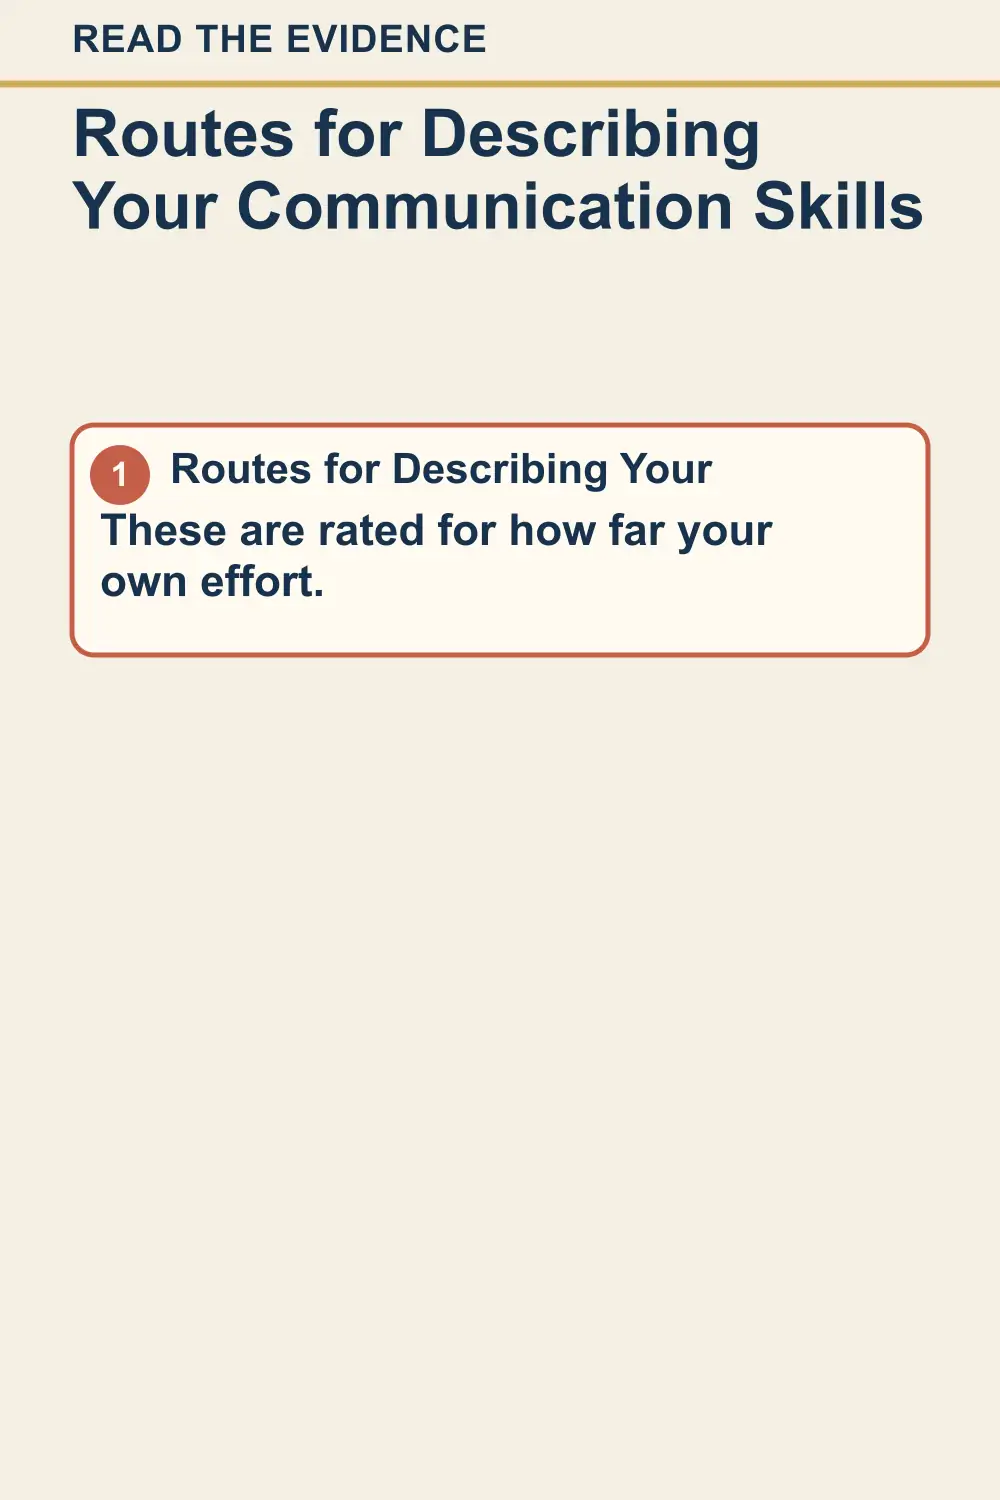 READ THE EVIDENCE
Routes for Describing
Your Communication Skills
1 Routes for Describing Your
These are rated for how far your
own effort.